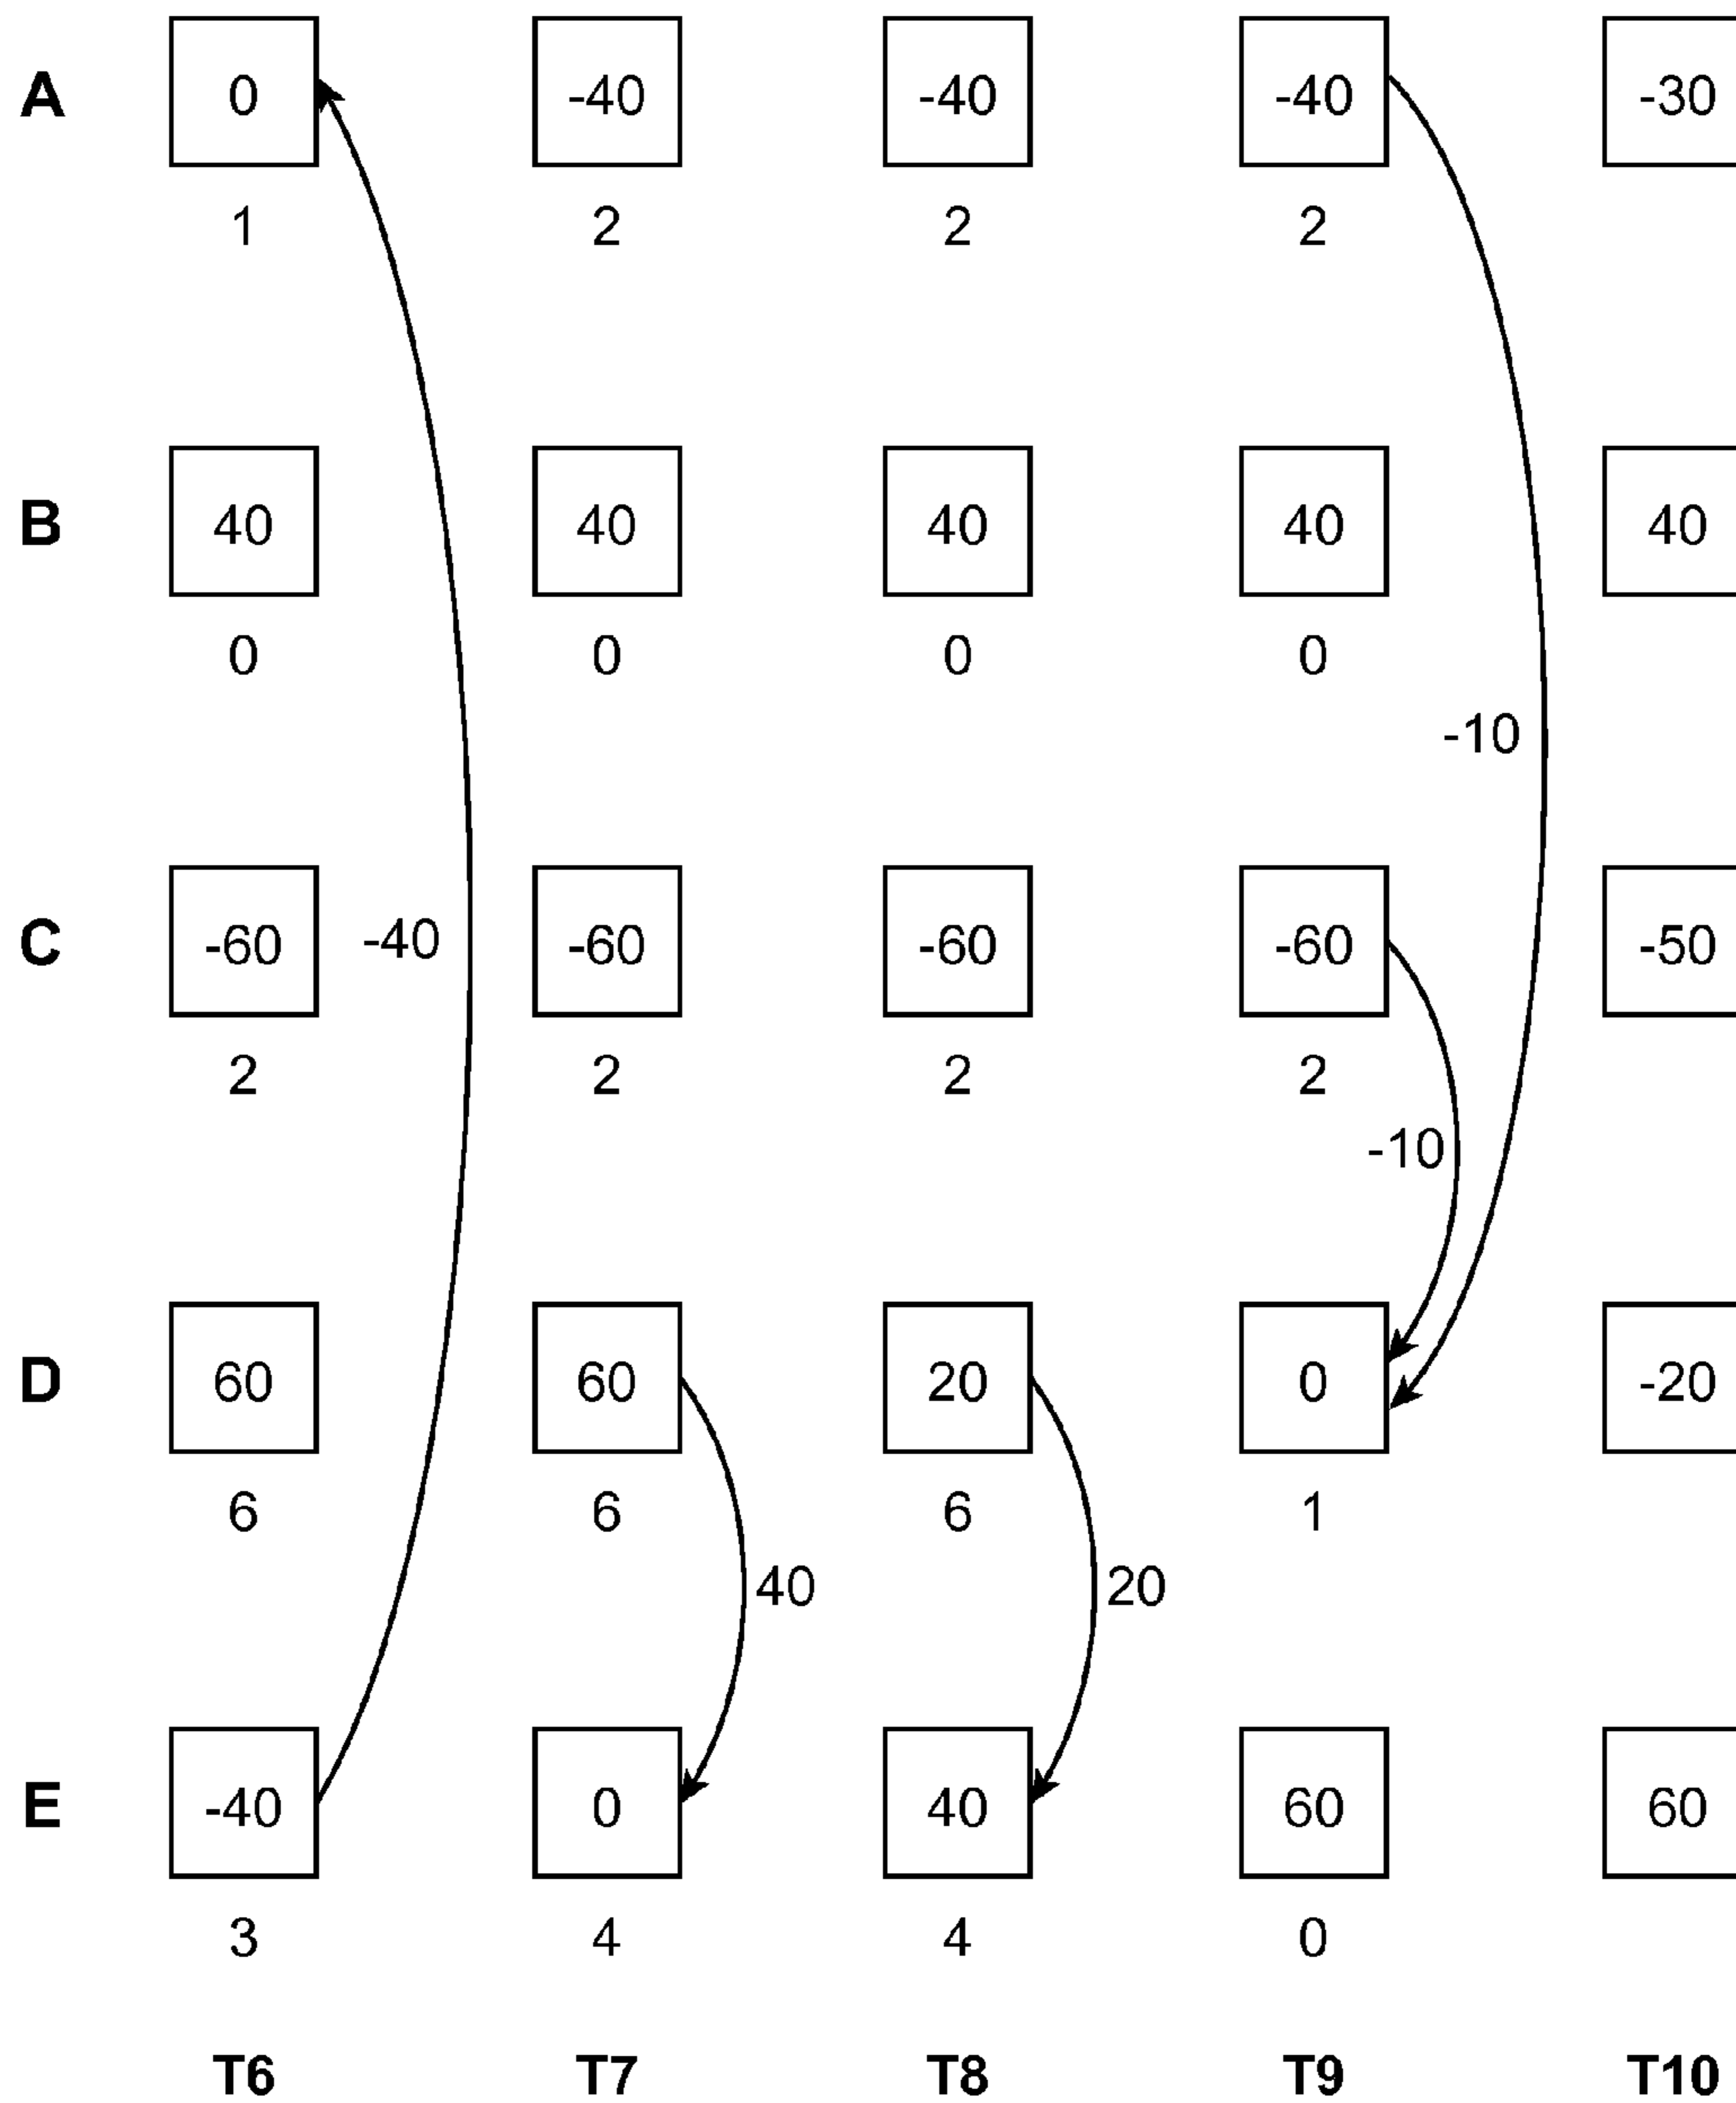 A 0 -40 -40 -40 -30
1 2 2 2
B 40 40 40 40 40
0 0 0 0
-10
C -60 -40 -60 -60 -60 -50
2 2 2 2
-10
D 60 60 20 0 -20
6 6 6 1
40 20
E -40 0 40 60 60
3 4 4 0
T6 T7 T8 T9 T10